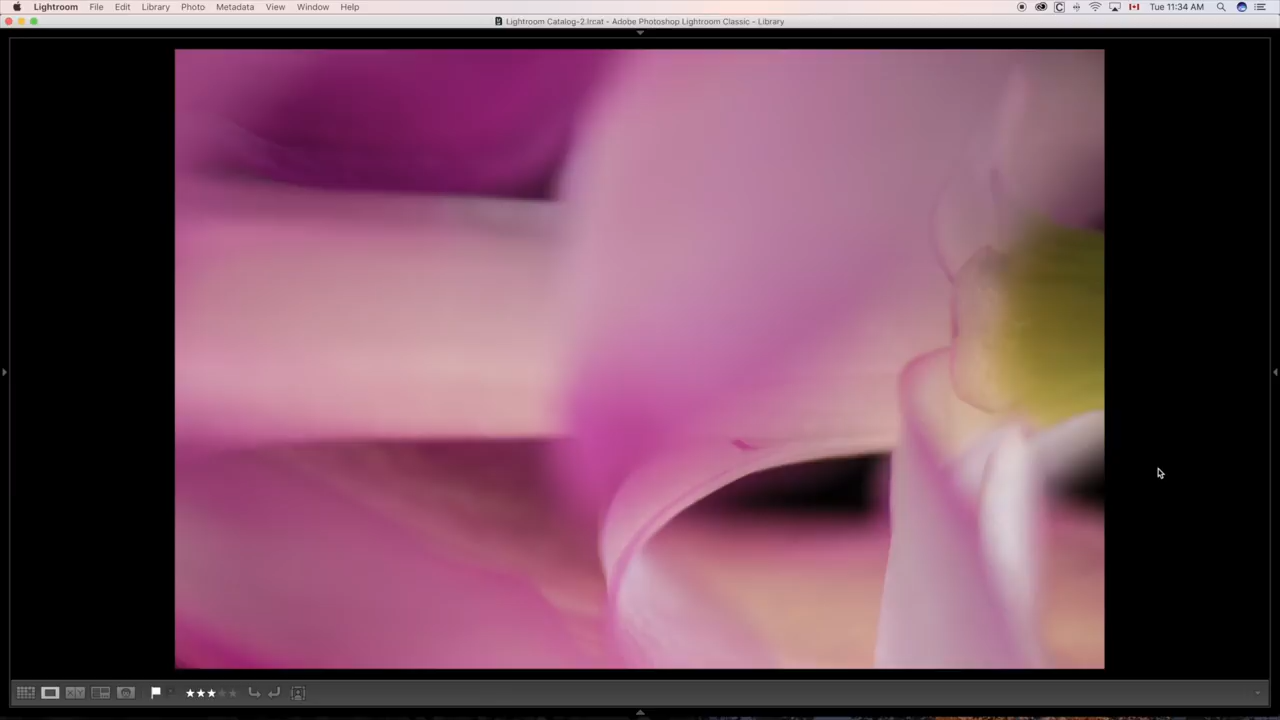 Lightroom File Edit Library Photo Metadata View Window Help Tue 11:34 AM
Lightroom Catalog-2.lrcat - Adobe Photoshop Lightroom Classic - Library